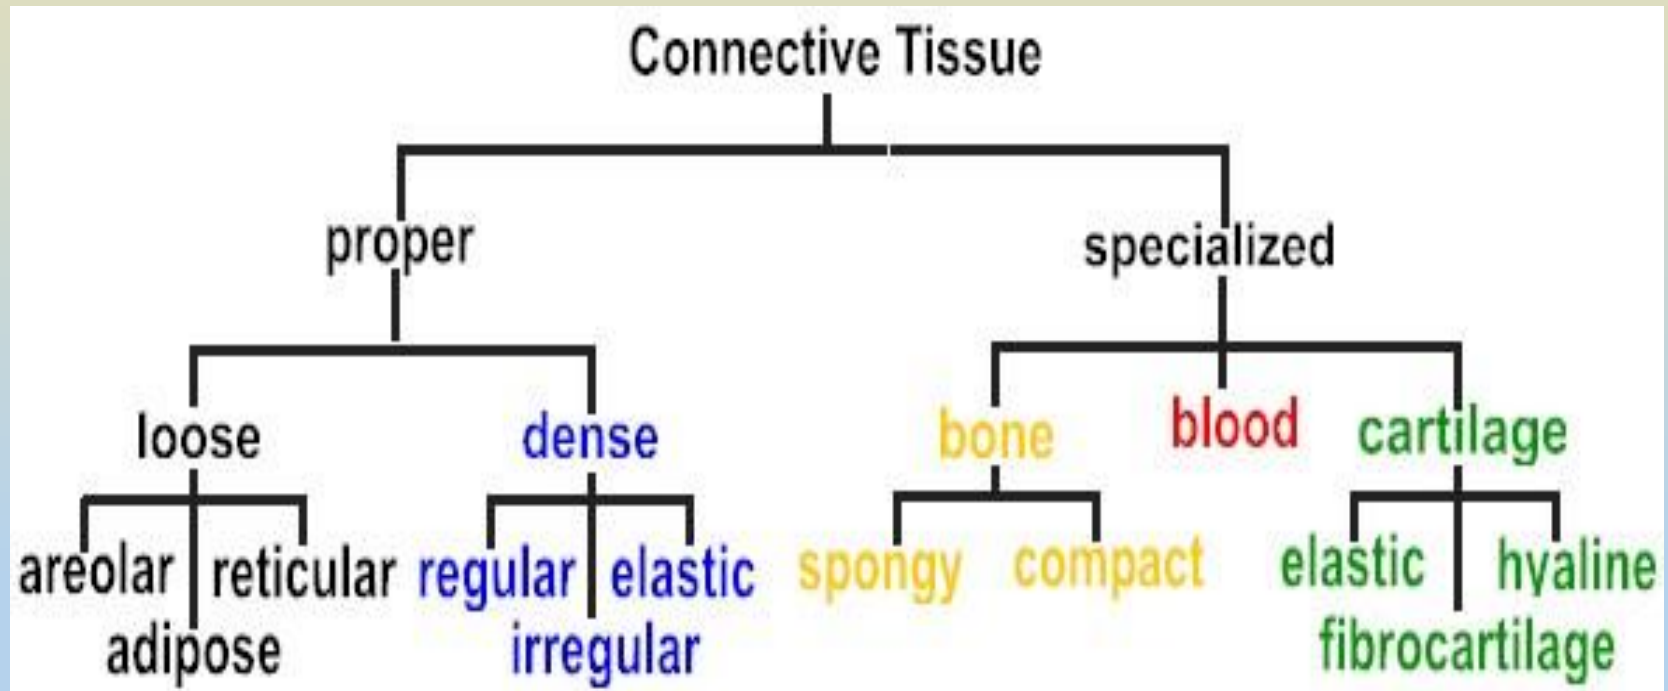 Connective Tissue
proper specialized
loose dense bone blood cartilage
areolar reticular regular elastic spongy compact elastic hyaline
adipose irregular fibrocartilage